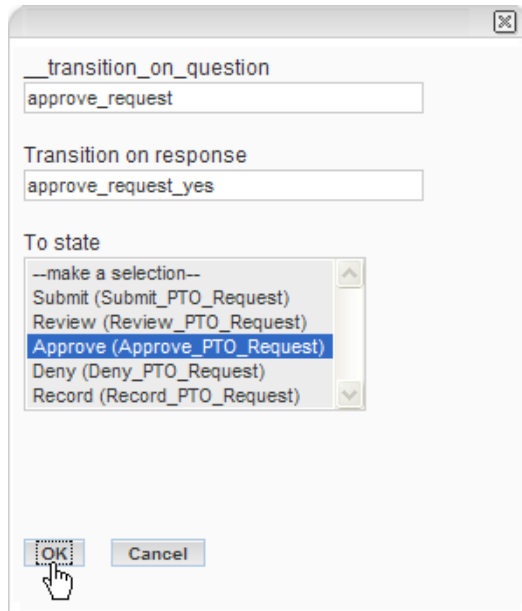 __transition_on_question
approve_request
Transition on response
approve_request_yes
To state
--make a selection--
Submit (Submit_PTO_Request)
Review (Review_PTO_Request)
Approve (Approve_PTO_Request)
Deny (Deny_PTO_Request)
Record (Record_PTO_Request)
OK Cancel